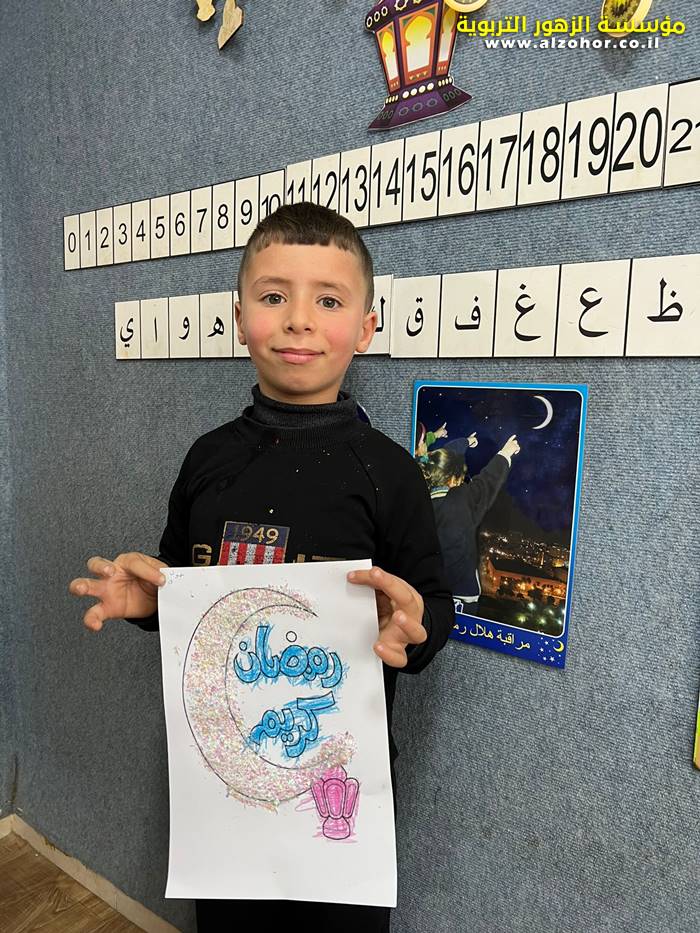 مؤسسة الزهور التربوية
www.alzohor.co.il
0 1 2 3 4 5 6 7 8 9 10 11 12 13 14 15 16 17 18 19 20
ظ ع غ ف ق ه و ا ي
1949
مراقبة هلال
رمضان
كريم